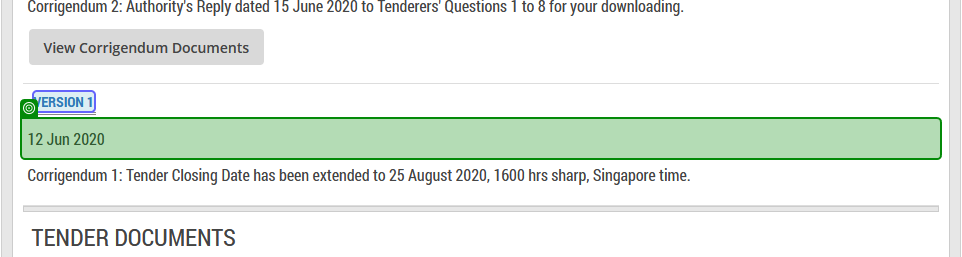 Corrigendum 2: Authority's Reply dated 15 June 2020 to Tenderers' Questions 1 to 8 for your downloading.
View Corrigendum Documents
VERSION 1
12 Jun 2020
Corrigendum 1: Tender Closing Date has been extended to 25 August 2020, 1600 hrs sharp, Singapore time.
TENDER DOCUMENTS